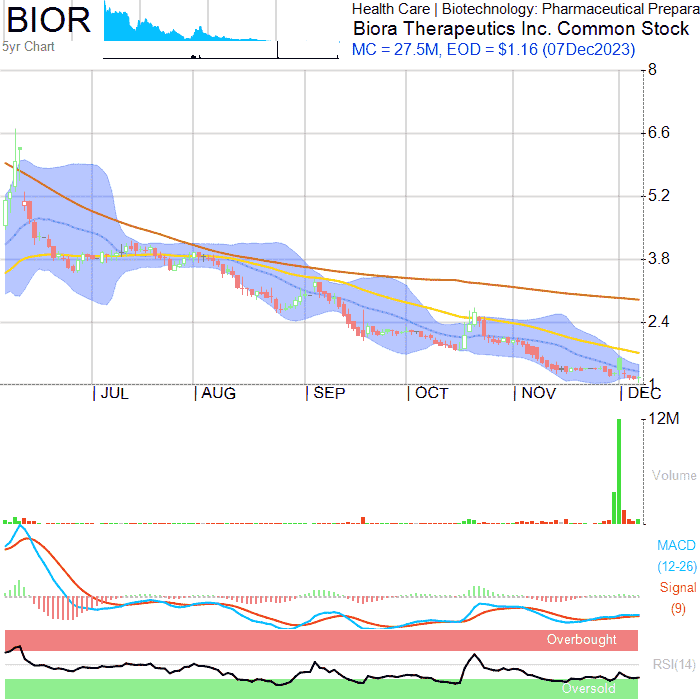 BIOR
5yr Chart
Health Care | Biotechnology: Pharmaceutical Prepara
Biora Therapeutics Inc. Common Stock
MC = 27.5M, EOD = $1.16 (07Dec2023)
8
6.6
5.2
3.8
2.4
1
JUL
AUG
SEP
OCT
NOV
DEC
12M
Volume
MACD
(12-26)
Signal
(9)
Overbought
RSI(14)
Oversold